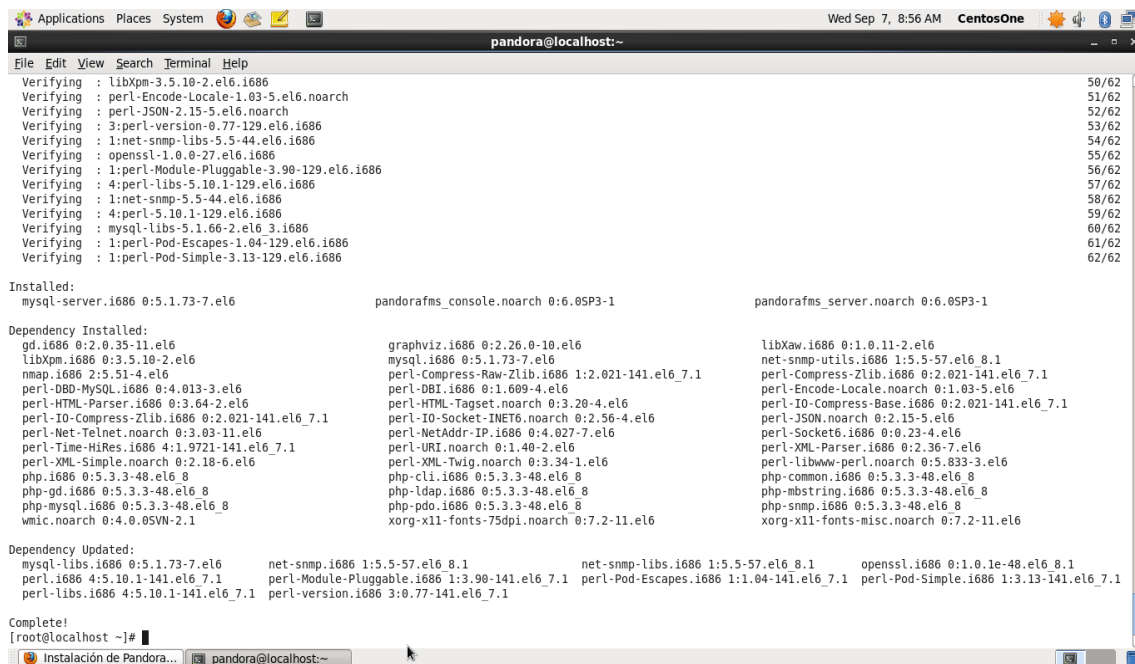 Applications Places System Wed Sep 7, 8:56 AM CentosOne
pandora@localhost:~
File Edit View Search Terminal Help
Verifying : libXpm-3.5.10-2.el6.i686 50/62
Verifying : perl-Encode-Locale-1.03-5.el6.noarch 51/62
Verifying : perl-JSON-2.15-5.el6.noarch 52/62
Verifying : 3:perl-version-0.77-129.el6.i686 53/62
Verifying : 1:net-snmp-libs-5.5-44.el6.i686 54/62
Verifying : openssl-1.0.0-27.el6.i686 55/62
Verifying : 1:perl-Module-Pluggable-3.90-129.el6.i686 56/62
Verifying : 4:perl-libs-5.10.1-129.el6.i686 57/62
Verifying : 1:net-snmp-5.5-44.el6.i686 58/62
Verifying : 4:perl-5.10.1-129.el6.i686 59/62
Verifying : mysql-libs-5.1.66-2.el6_3.i686 60/62
Verifying : 1:perl-Pod-Escapes-1.04-129.el6.i686 61/62
Verifying : 1:perl-Pod-Simple-3.13-129.el6.i686 62/62
Installed:
mysql-server.i686 0:5.1.73-7.el6 pandorafms_console.noarch 0:6.0SP3-1 pandorafms_server.noarch 0:6.0SP3-1
Dependency Installed:
gd.i686 0:2.0.35-11.el6 graphviz.i686 0:2.26.0-10.el6 libXaw.i686 0:1.0.11-2.el6
libXpm.i686 0:3.5.10-2.el6 mysql.i686 0:5.1.73-7.el6 net-snmp-utils.i686 1:5.5-57.el6_8.1
nmap.i686 2:5.51-4.el6 perl-Compress-Raw-Zlib.i686 1:2.021-141.el6_7.1 perl-Compress-Zlib.i686 0:2.021-141.el6_7.1
perl-DBD-MySQL.i686 0:4.013-3.el6 perl-DBI.i686 0:1.609-4.el6 perl-Encode-Locale.noarch 0:1.03-5.el6
perl-HTML-Parser.i686 0:3.64-2.el6 perl-HTML-Tagset.noarch 0:3.20-4.el6 perl-IO-Compress-Base.i686 0:2.021-141.el6_7.1
perl-IO-Compress-Zlib.i686 0:2.021-141.el6_7.1 perl-IO-Socket-INET6.noarch 0:2.56-4.el6 perl-JSON.noarch 0:2.15-5.el6
perl-Net-Telnet.noarch 0:3.03-11.el6 perl-NetAddr-IP.i686 0:4.027-7.el6 perl-Socket6.i686 0:0.23-4.el6
perl-Time-HiRes.i686 4:1.9721-141.el6_7.1 perl-URI.noarch 0:1.40-2.el6 perl-XML-Parser.i686 0:2.36-7.el6
perl-XML-Simple.noarch 0:2.18-6.el6 perl-XML-Twig.noarch 0:3.34-1.el6 perl-libwww-perl.noarch 0:5.833-3.el6
php.i686 0:5.3.3-48.el6_8 php-cli.i686 0:5.3.3-48.el6_8 php-common.i686 0:5.3.3-48.el6_8
php-gd.i686 0:5.3.3-48.el6_8 php-ldap.i686 0:5.3.3-48.el6_8 php-mbstring.i686 0:5.3.3-48.el6_8
php-mysql.i686 0:5.3.3-48.el6_8 php-pdo.i686 0:5.3.3-48.el6_8 php-snmp.i686 0:5.3.3-48.el6_8
wmic.noarch 0:4.0.0SVN-2.1 xorg-x11-fonts-75dpi.noarch 0:7.2-11.el6 xorg-x11-fonts-misc.noarch 0:7.2-11.el6
Dependency Updated:
mysql-libs.i686 0:5.1.73-7.el6 net-snmp.i686 1:5.5-57.el6_8.1 net-snmp-libs.i686 1:5.5-57.el6_8.1 openssl.i686 0:1.0.1e-48.el6_8.1
perl.i686 4:5.10.1-141.el6_7.1 perl-Module-Pluggable.i686 1:3.90-141.el6_7.1 perl-Pod-Escapes.i686 1:1.04-141.el6_7.1 perl-Pod-Simple.i686 1:3.13-141.el6_7.1
perl-libs.i686 4:5.10.1-141.el6_7.1 perl-version.i686 3:0.77-141.el6_7.1
Complete!
[root@localhost ~]#
Instalación de Pandora... pandora@localhost:~